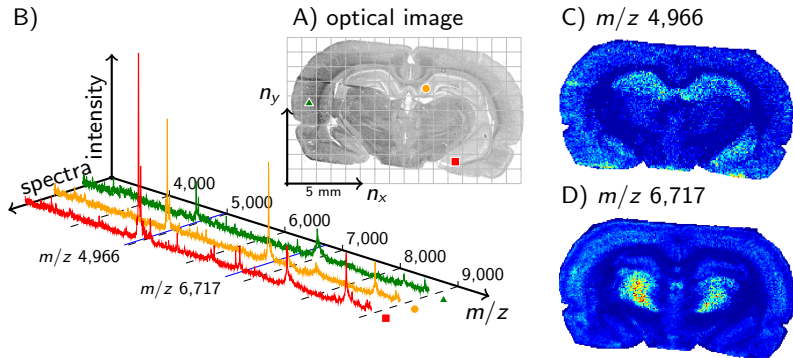 B)
A) optical image
C) m/z 4,966
n_y
5 mm
n_x
intensity
spectra
4,000
5,000
6,000
7,000
8,000
9,000
m/z 4,966
m/z 6,717
m/z
D) m/z 6,717